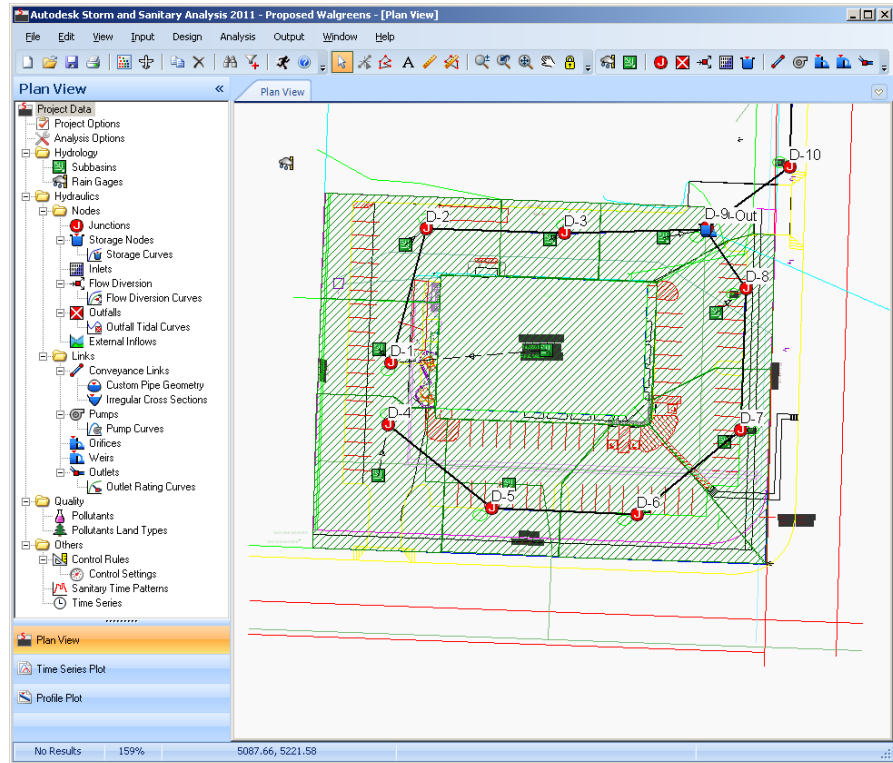 Autodesk Storm and Sanitary Analysis 2011 - Proposed Walgreens - [Plan View]
File Edit View Input Design Analysis Output Window Help
Plan View
Project Data
Project Options
Analysis Options
Hydrology
Subbasins
Rain Gages
Hydraulics
Nodes
Junctions
Storage Nodes
Storage Curves
Inlets
Flow Diversion
Flow Diversion Curves
Outfalls
Outfall Tidal Curves
External Inflows
Links
Conveyance Links
Custom Pipe Geometry
Irregular Cross Sections
Pumps
Pump Curves
Orifices
Weirs
Outlets
Outlet Rating Curves
Quality
Pollutants
Pollutants Land Types
Others
Control Rules
Control Settings
Sanitary Time Patterns
Time Series
Plan View
Time Series Plot
Profile Plot
Plan View
D-10
D-2
D-3
D-9
-Out
D-8
D-1
D-4
D-7
D-5
D-6
No Results 159% 5087.66, 5221.58